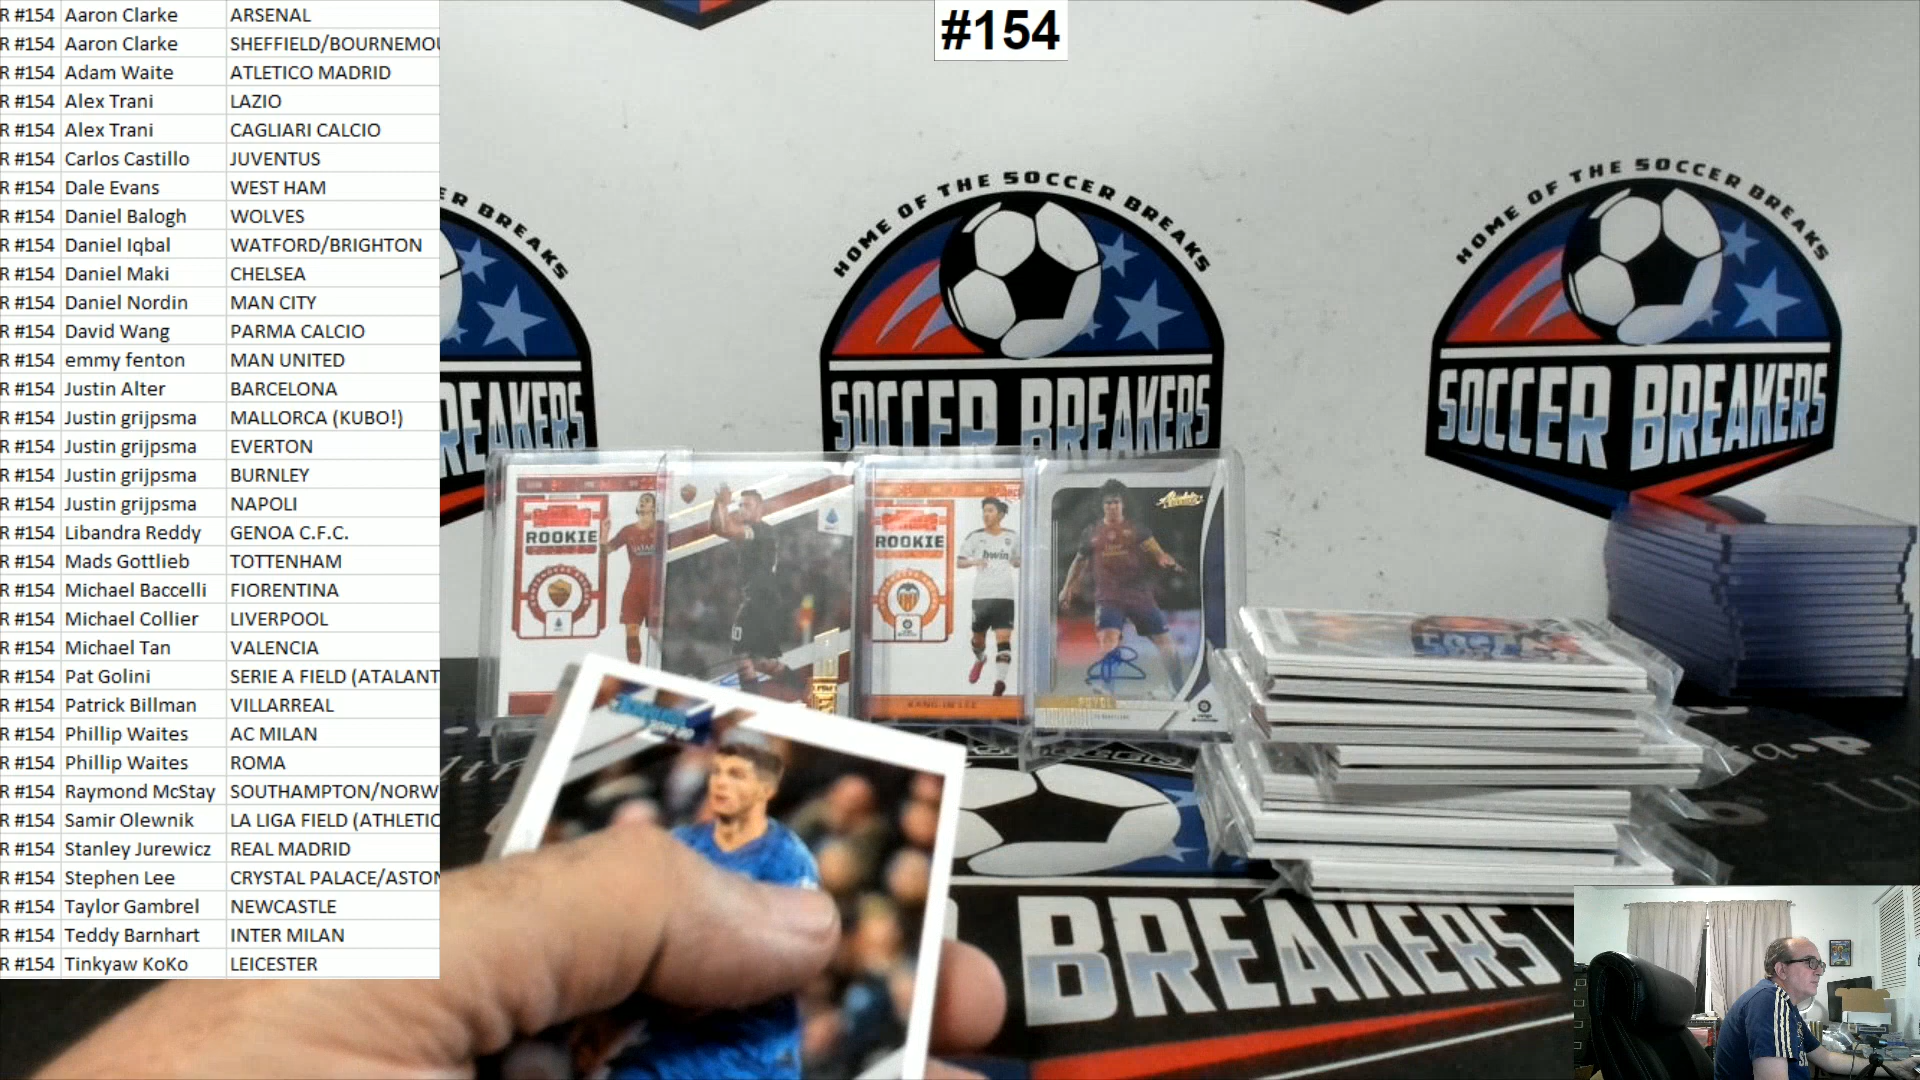 #154
R #154 Aaron Clarke ARSENAL
R #154 Aaron Clarke SHEFFIELD/BOURNEMOU
R #154 Adam Waite ATLETICO MADRID
R #154 Alex Trani LAZIO
R #154 Alex Trani CAGLIARI CALCIO
R #154 Carlos Castillo JUVENTUS
R #154 Dale Evans WEST HAM
R #154 Daniel Balogh WOLVES
R #154 Daniel Iqbal WATFORD/BRIGHTON
R #154 Daniel Maki CHELSEA
R #154 Daniel Nordin MAN CITY
R #154 David Wang PARMA CALCIO
R #154 emmy fenton MAN UNITED
R #154 Justin Alter BARCELONA
R #154 Justin grijpsma MALLORCA (KUBO!)
R #154 Justin grijpsma EVERTON
R #154 Justin grijpsma BURNLEY
R #154 Justin grijpsma NAPOLI
R #154 Libandra Reddy GENOA C.F.C.
R #154 Mads Gottlieb TOTTENHAM
R #154 Michael Baccelli FIORENTINA
R #154 Michael Collier LIVERPOOL
R #154 Michael Tan VALENCIA
R #154 Pat Golini SERIE A FIELD (ATALANT
R #154 Patrick Billman VILLARREAL
R #154 Phillip Waites AC MILAN
R #154 Phillip Waites ROMA
R #154 Raymond McStay SOUTHAMPTON/NORW
R #154 Samir Olewnik LA LIGA FIELD (ATHLETIC
R #154 Stanley Jurewicz REAL MADRID
R #154 Stephen Lee CRYSTAL PALACE/ASTON
R #154 Taylor Gambrel NEWCASTLE
R #154 Teddy Barnhart INTER MILAN
R #154 Tinkyaw KoKo LEICESTER
ER BREAKS
REAKERS
HOME OF THE SOCCER BREAKS
SOCCER BREAKERS
HOME OF THE SOCCER BREAKS
SOCCER BREAKERS
ROOKIE
ROOKIE
bwin
KANG-IN LEE
Absolute
PUYOL
BREAKERS